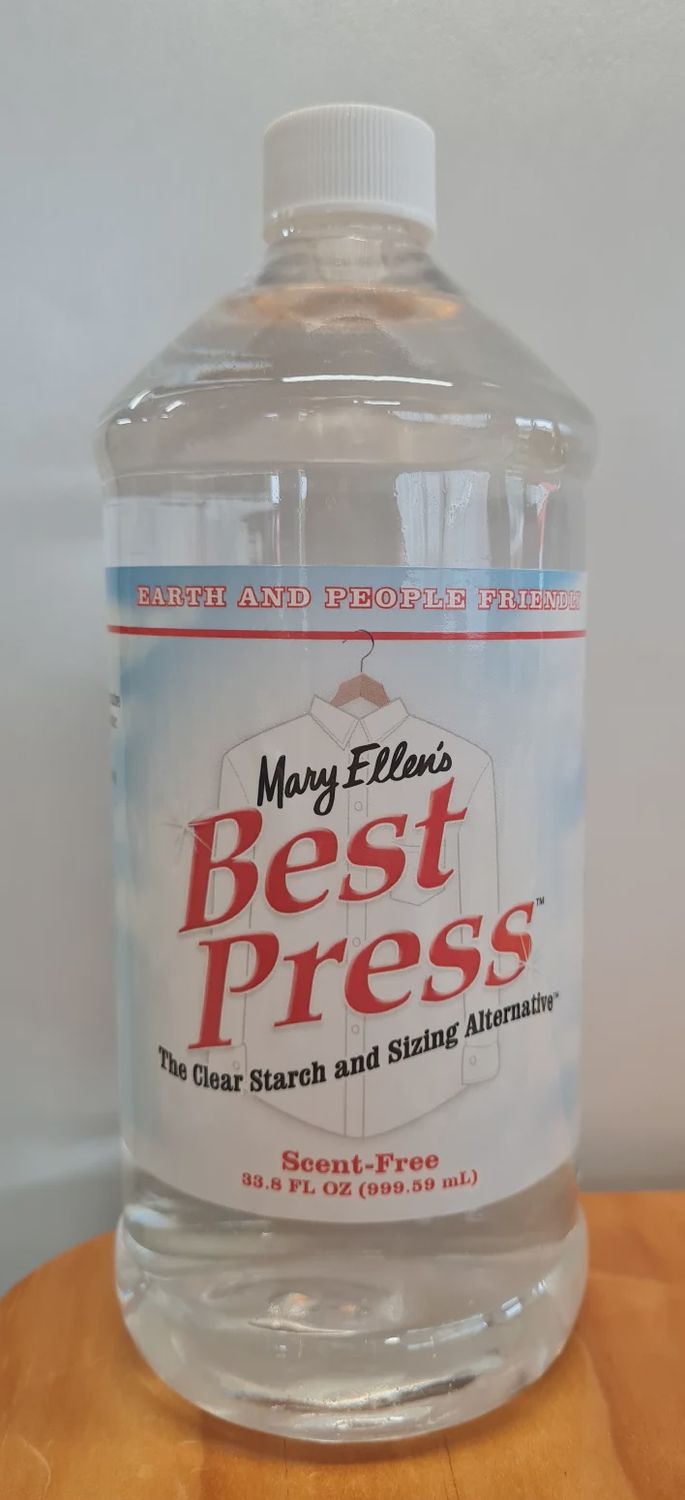 EARTH AND PEOPLE FRIENDLY
Mary Ellen's
Best
Press™
The Clear Starch and Sizing Alternative™
Scent-Free
33.8 FL OZ (999.59 mL)